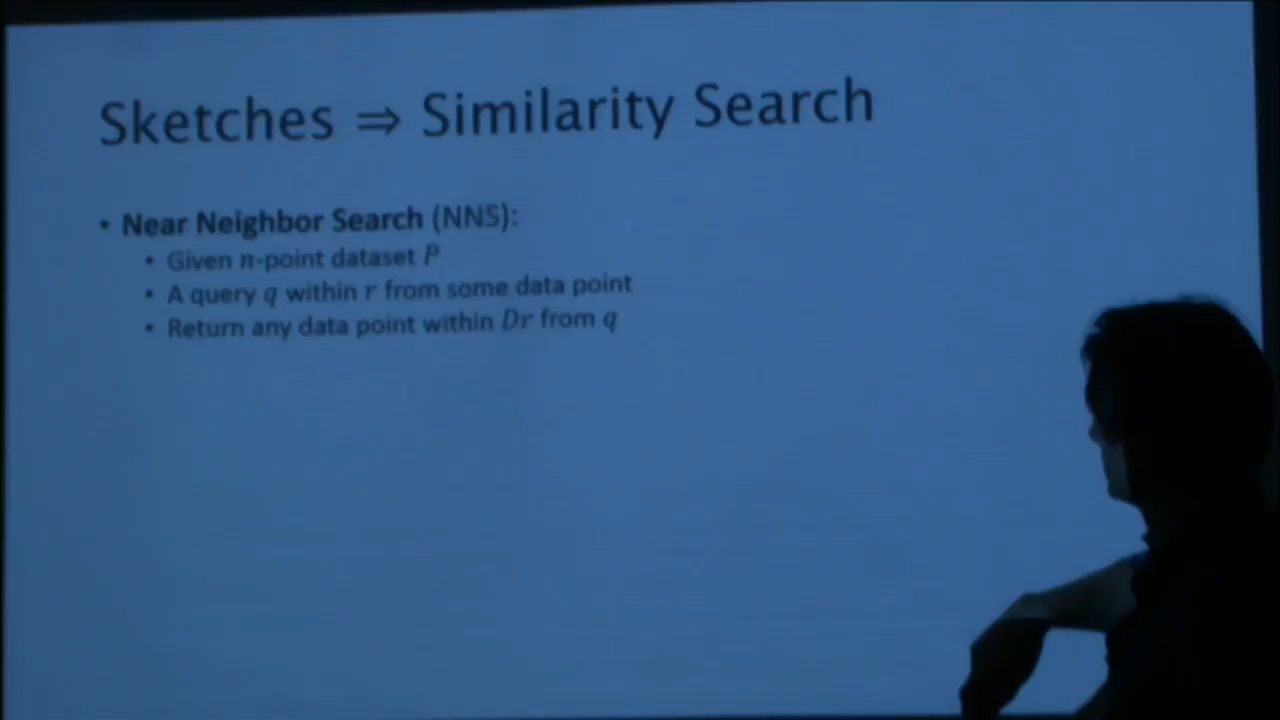 Sketches ⇒ Similarity Search
• Near Neighbor Search (NNS):
• Given n-point dataset P
• A query q within r from some data point
• Return any data point within Dr from q